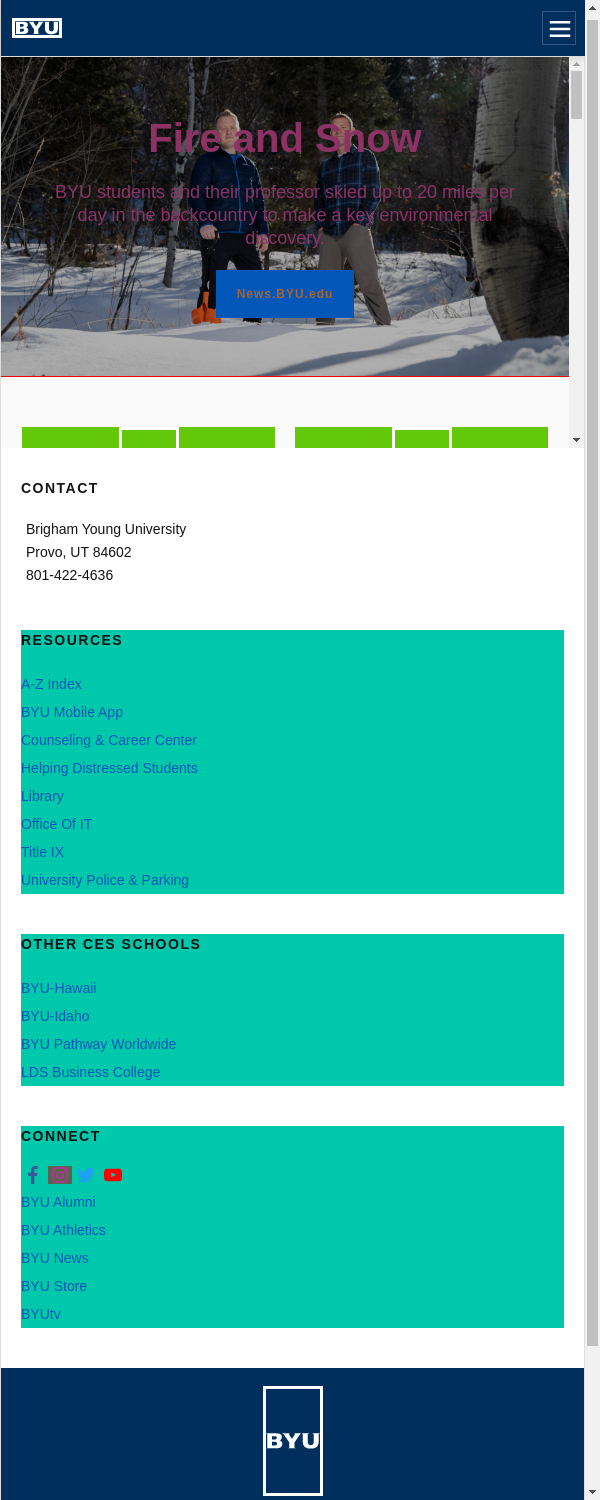 BYU
Fire and Snow
BYU students and their professor skied up to 20 miles per
day in the backcountry to make a key environmental
discovery.
News.BYU.edu
CONTACT
Brigham Young University
Provo, UT 84602
801-422-4636
RESOURCES
A-Z Index
BYU Mobile App
Counseling & Career Center
Helping Distressed Students
Library
Office Of IT
Title IX
University Police & Parking
OTHER CES SCHOOLS
BYU-Hawaii
BYU-Idaho
BYU Pathway Worldwide
LDS Business College
CONNECT
BYU Alumni
BYU Athletics
BYU News
BYU Store
BYUtv
BYU